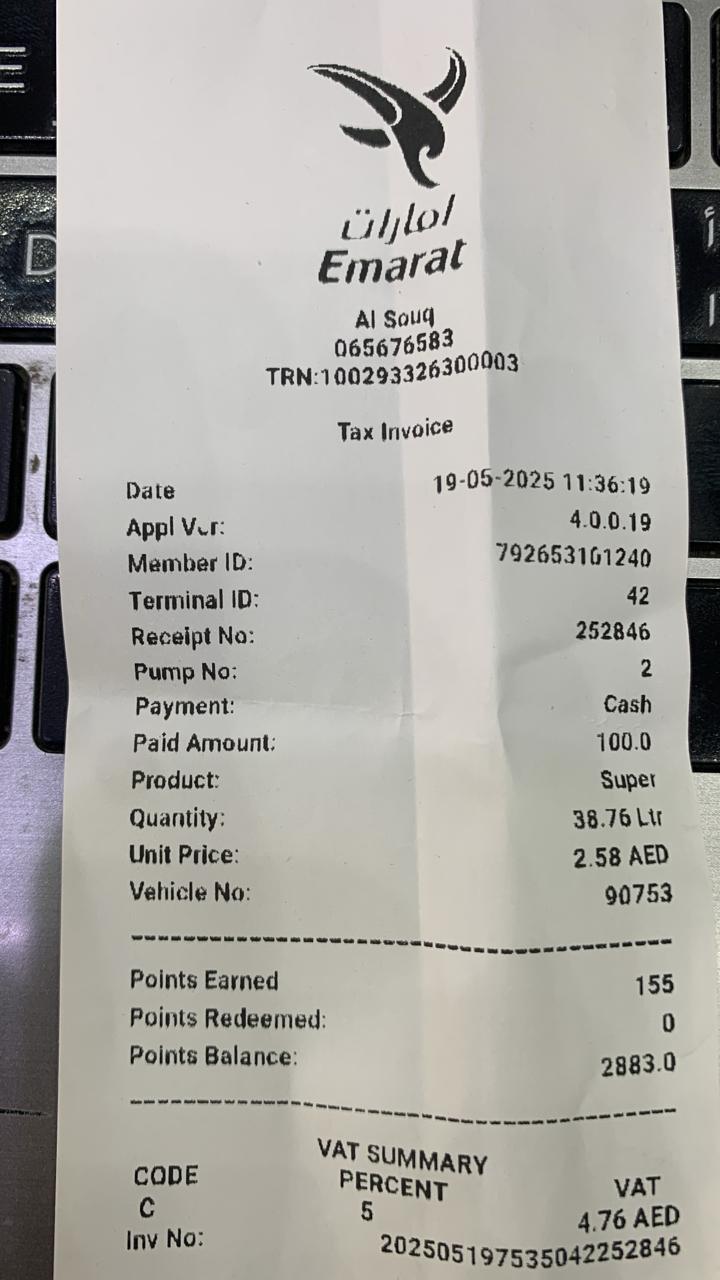 امارات
Emarat
Al Souq
065676583
TRN:100293326300003
Tax Invoice
Date 19-05-2025 11:36:19
Appl Ver: 4.0.0.19
Member ID: 792653101240
Terminal ID: 42
Receipt No: 252846
Pump No: 2
Payment: Cash
Paid Amount: 100.0
Product: Super
Quantity: 38.76 Ltr
Unit Price: 2.58 AED
Vehicle No: 90753
Points Earned 155
Points Redeemed: 0
Points Balance: 2883.0
VAT SUMMARY
CODE PERCENT VAT
C 5 4.76 AED
Inv No: 202505197535042252846
E
D
أ
ا